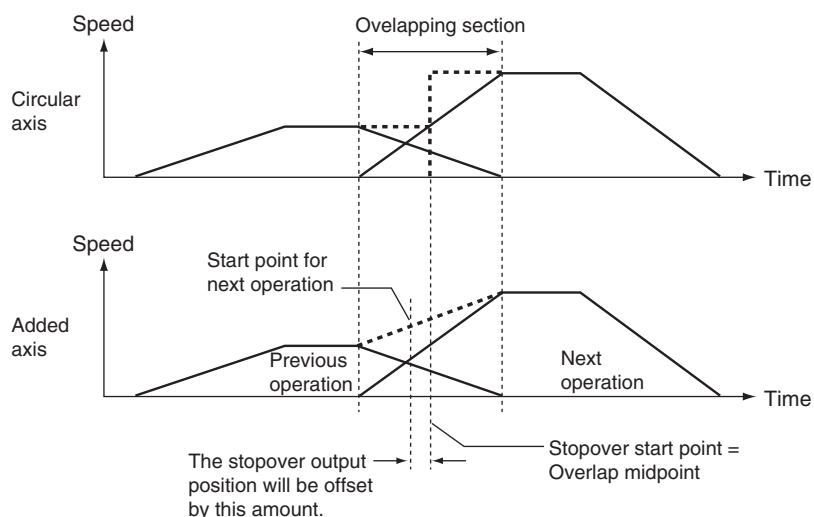 Speed
Ovelapping section
Circular
axis
Time
Speed
Start point for
next operation
Added
axis
Previous
operation
Next
operation
Time
The stopover output
position will be offset
by this amount.
Stopover start point =
Overlap midpoint